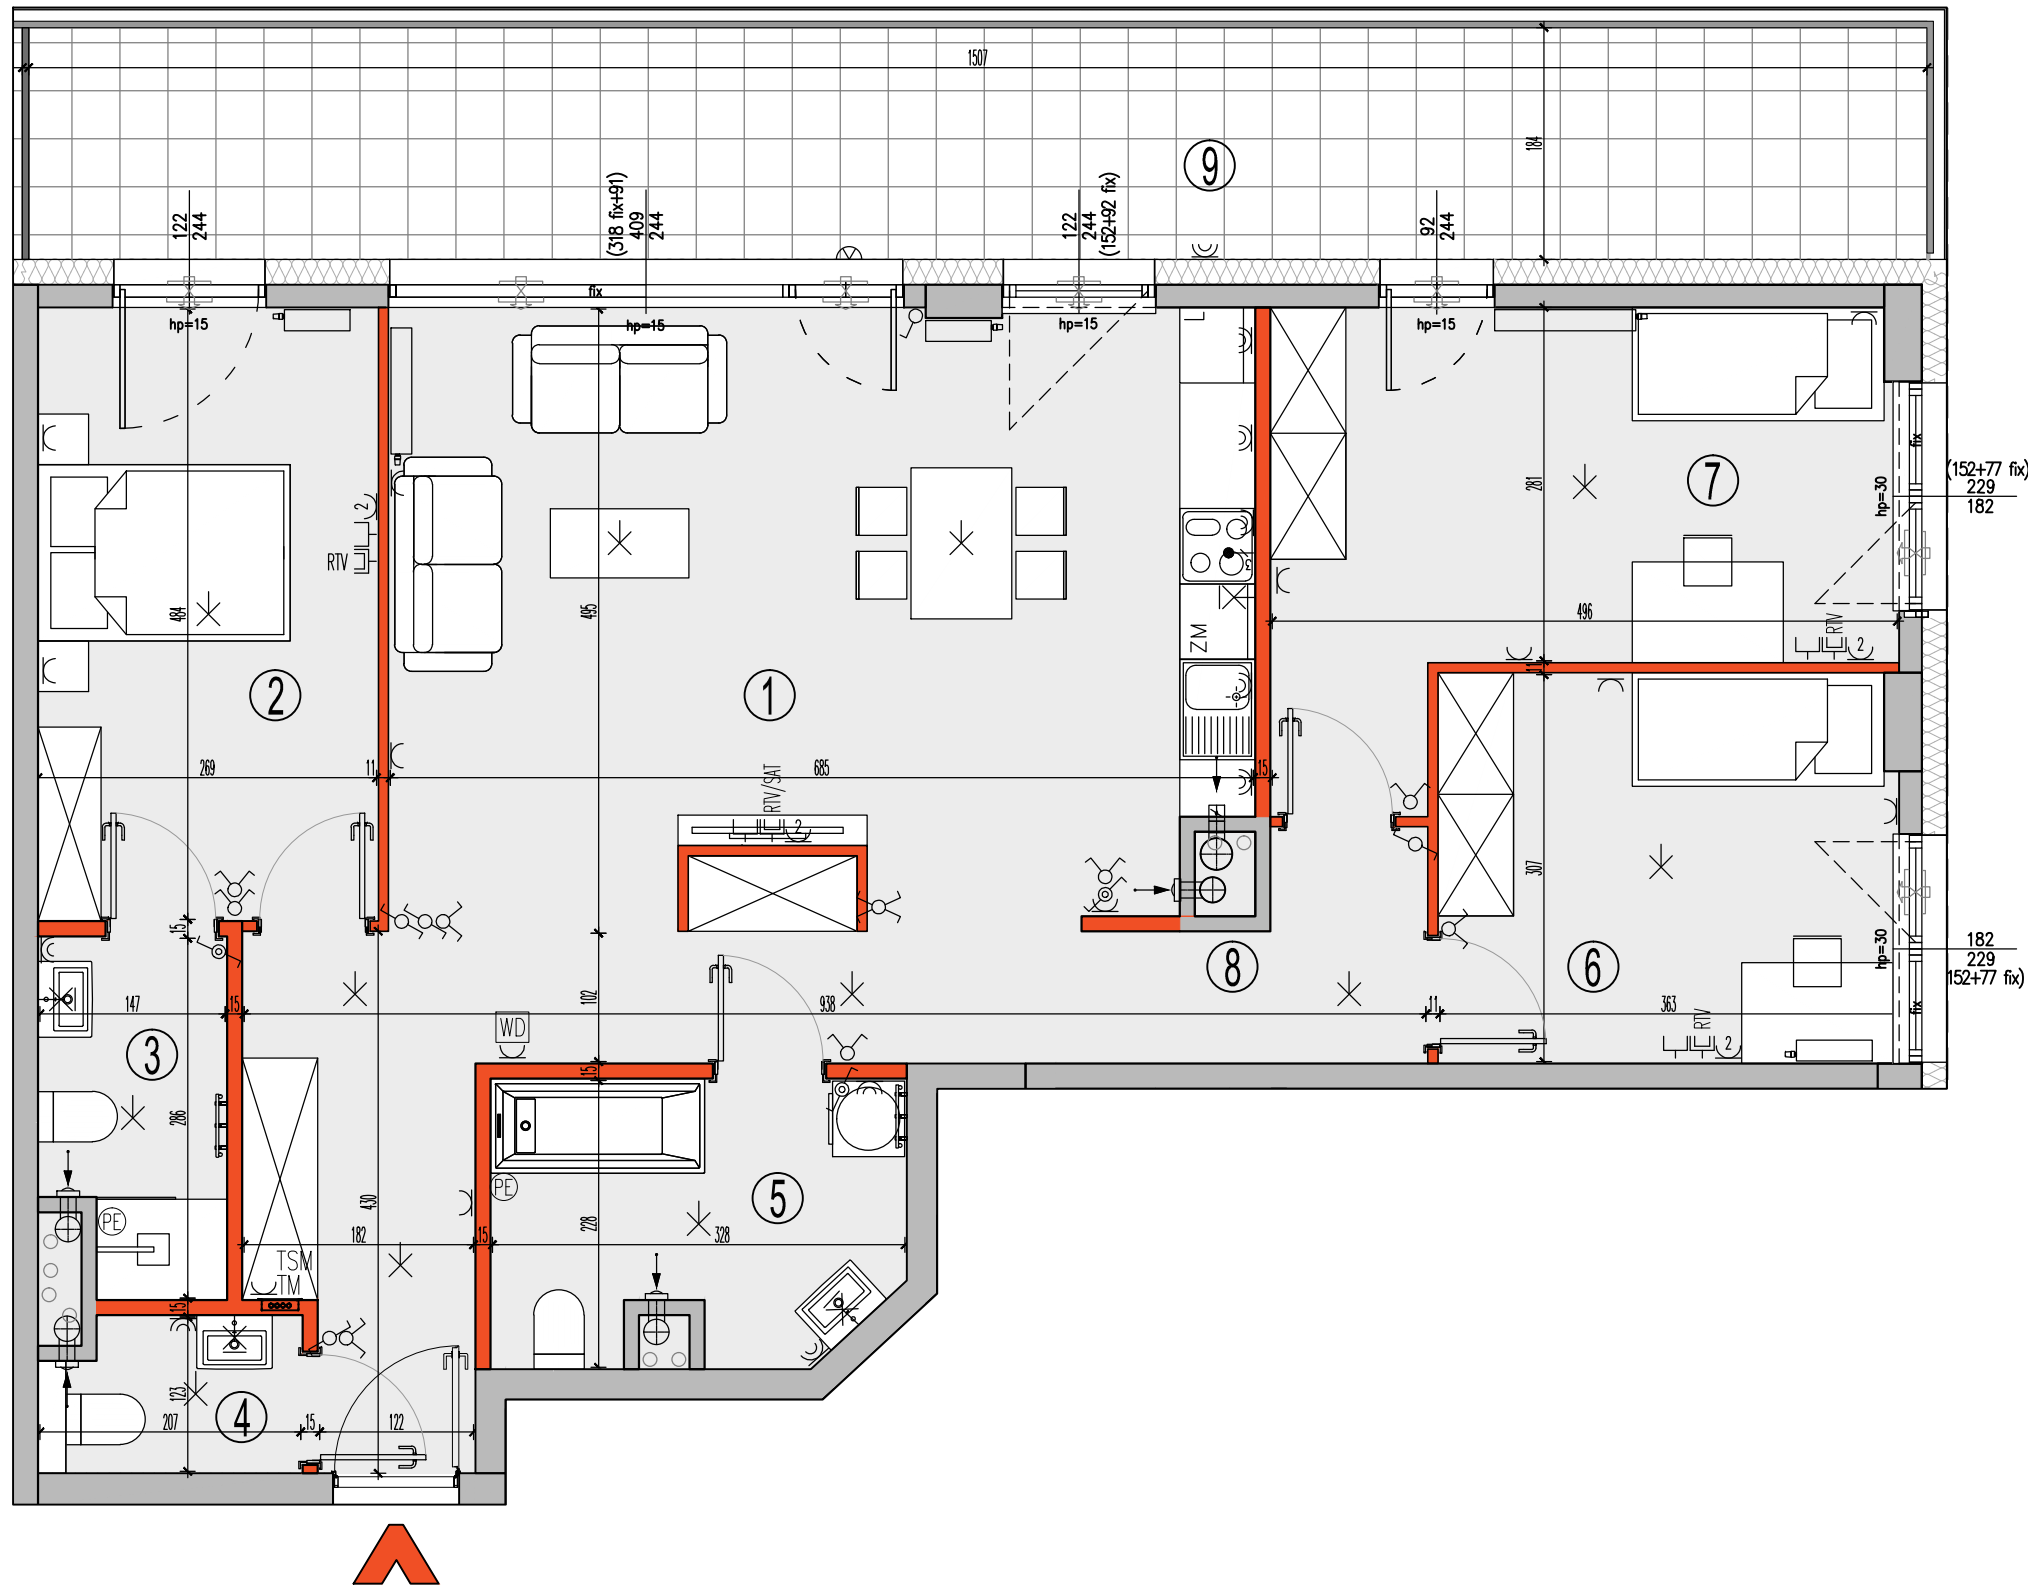 1507
184
9
122
244
(318 fix+91)
409
244
122
244
(152+92 fix)
92
244
fix
hp=15
hp=15
hp=15
hp=15
fix
(152+77 fix)
229
182
hp=30
7
281
2
RTV
484
495
3
ZM
496
RTV
2
11
2
1
269
11
685
15
RTV/SAT
2
307
15
8
6
hp=30
182
229
152+77 fix)
fix
147
15
102
938
11
363
WD
RTV
2
3
15
286
PE
5
PE
430
228
182
15
328
TSM
TM
15
123
4
207
15
122